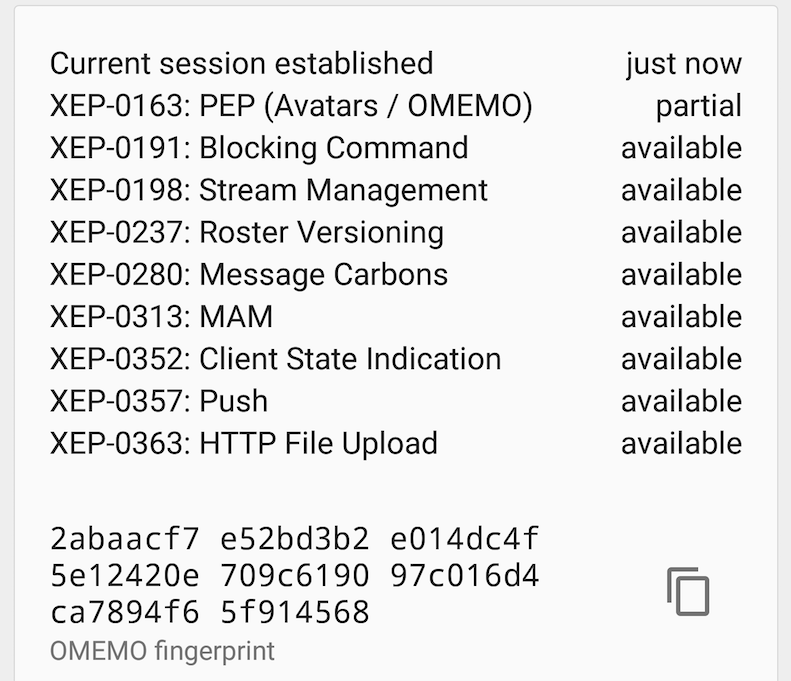 Current session established just now
XEP-0163: PEP (Avatars / OMEMO) partial
XEP-0191: Blocking Command available
XEP-0198: Stream Management available
XEP-0237: Roster Versioning available
XEP-0280: Message Carbons available
XEP-0313: MAM available
XEP-0352: Client State Indication available
XEP-0357: Push available
XEP-0363: HTTP File Upload available
2abaacf7 e52bd3b2 e014dc4f
5e12420e 709c6190 97c016d4
ca7894f6 5f914568
OMEMO fingerprint